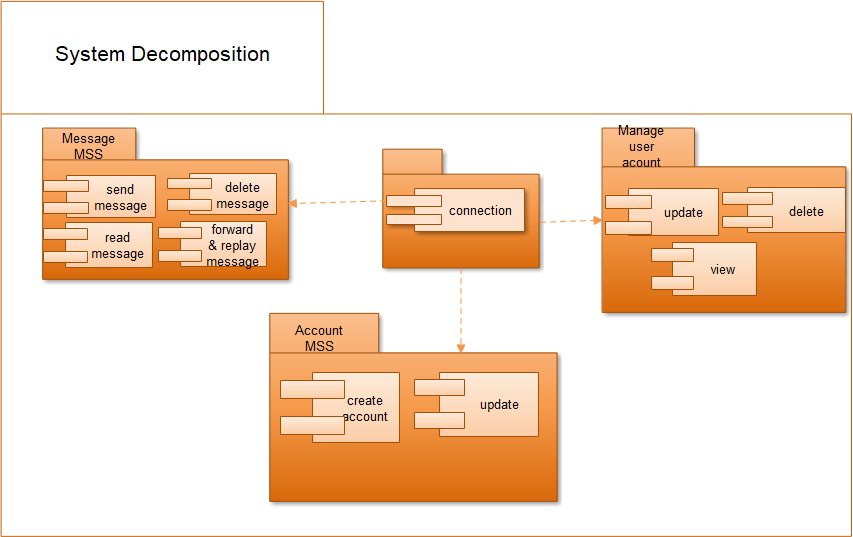 System Decomposition
Message
MSS
send
message
delete
message
read
message
forward
& replay
message
connection
Manage
user
acount
update
delete
view
Account
MSS
create
account
update